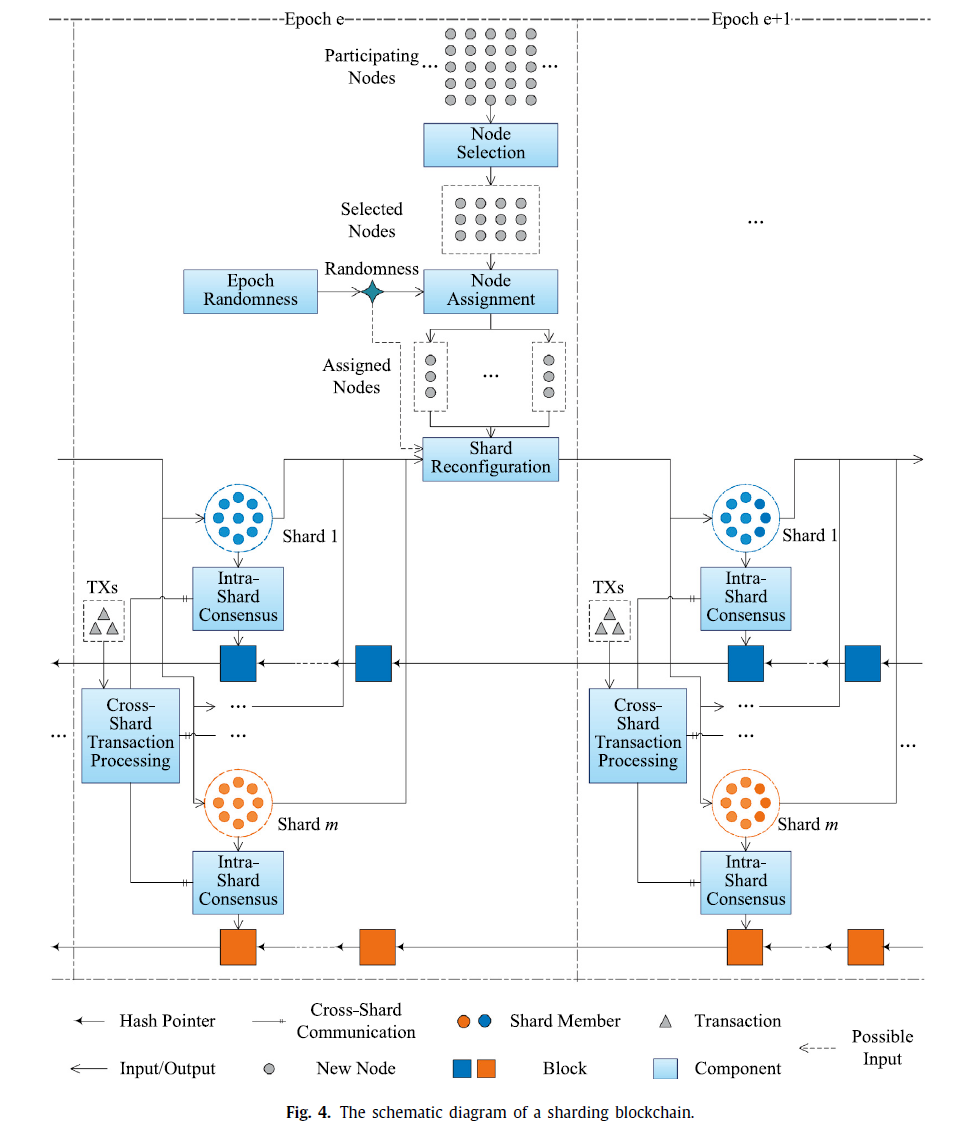 Epoch e
Epoch e+1
Participating
Nodes
...
...
Node
Selection
Selected
Nodes
...
Epoch
Randomness
Randomness
Node
Assignment
Assigned
Nodes
...
Shard
Reconfiguration
Shard 1
Intra-
Shard
Consensus
TXs
Cross-
Shard
Transaction
Processing
...
...
...
Shard m
Intra-
Shard
Consensus
Shard 1
Intra-
Shard
Consensus
TXs
Cross-
Shard
Transaction
Processing
...
...
...
Shard m
Intra-
Shard
Consensus
Hash Pointer
Cross-Shard
Communication
Shard Member
Transaction
Possible
Input
Input/Output
New Node
Block
Component
Fig. 4. The schematic diagram of a sharding blockchain.